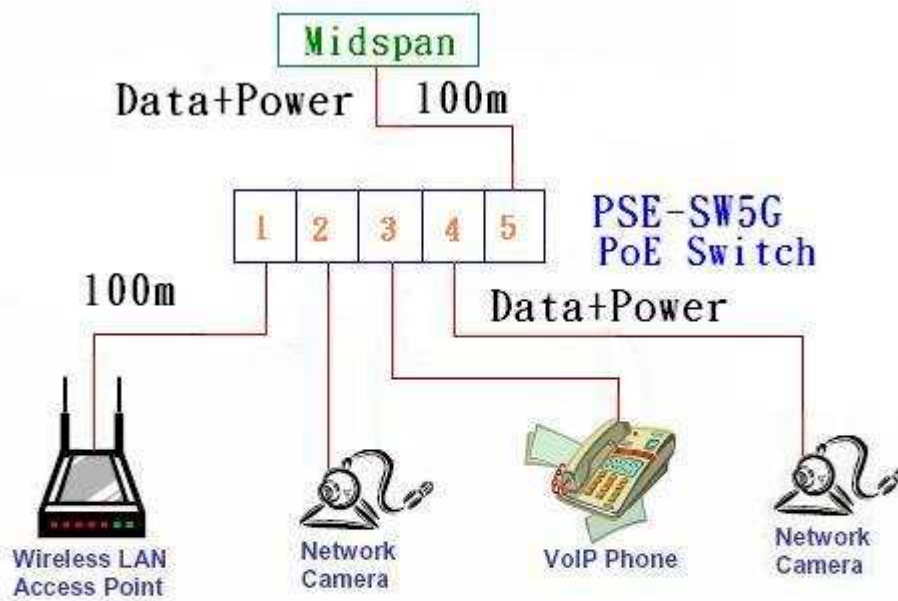 Midspan
Data+Power 100m
1 2 3 4 5
PSE-SW5G
PoE Switch
100m
Data+Power
Wireless LAN
Access Point
Network
Camera
VoIP Phone
Network
Camera